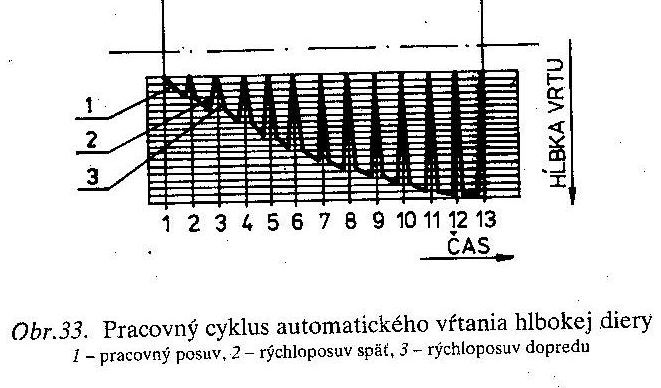 1
2
3
HĹBKA VRTU
1 2 3 4 5 6 7 8 9 10 11 12 13
ČAS
Obr.33. Pracovný cyklus automatického vŕtania hlbokej diery
1 – pracovný posuv, 2 – rýchloposuv späť, 3 – rýchloposuv dopredu